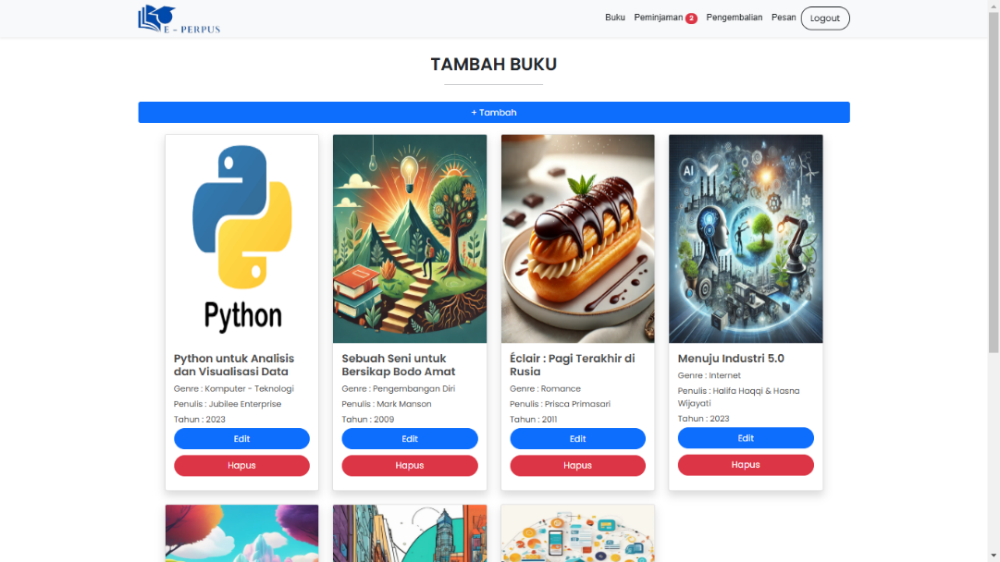 E - PERPUS
Buku Peminjaman 2 Pengembalian Pesan Logout
TAMBAH BUKU
+ Tambah
Python
Python untuk Analisis
dan Visualisasi Data
Genre : Komputer - Teknologi
Penulis : Jubilee Enterprise
Tahun : 2023
Edit
Hapus
Sebuah Seni untuk
Bersikap Bodo Amat
Genre : Pengembangan Diri
Penulis : Mark Manson
Tahun : 2009
Edit
Hapus
Éclair : Pagi Terakhir di
Rusia
Genre : Romance
Penulis : Prisca Primasari
Tahun : 2011
Edit
Hapus
AI
Menuju Industri 5.0
Genre : Internet
Penulis : Halifa Haqqi & Hasna
Wijayati
Tahun : 2023
Edit
Hapus